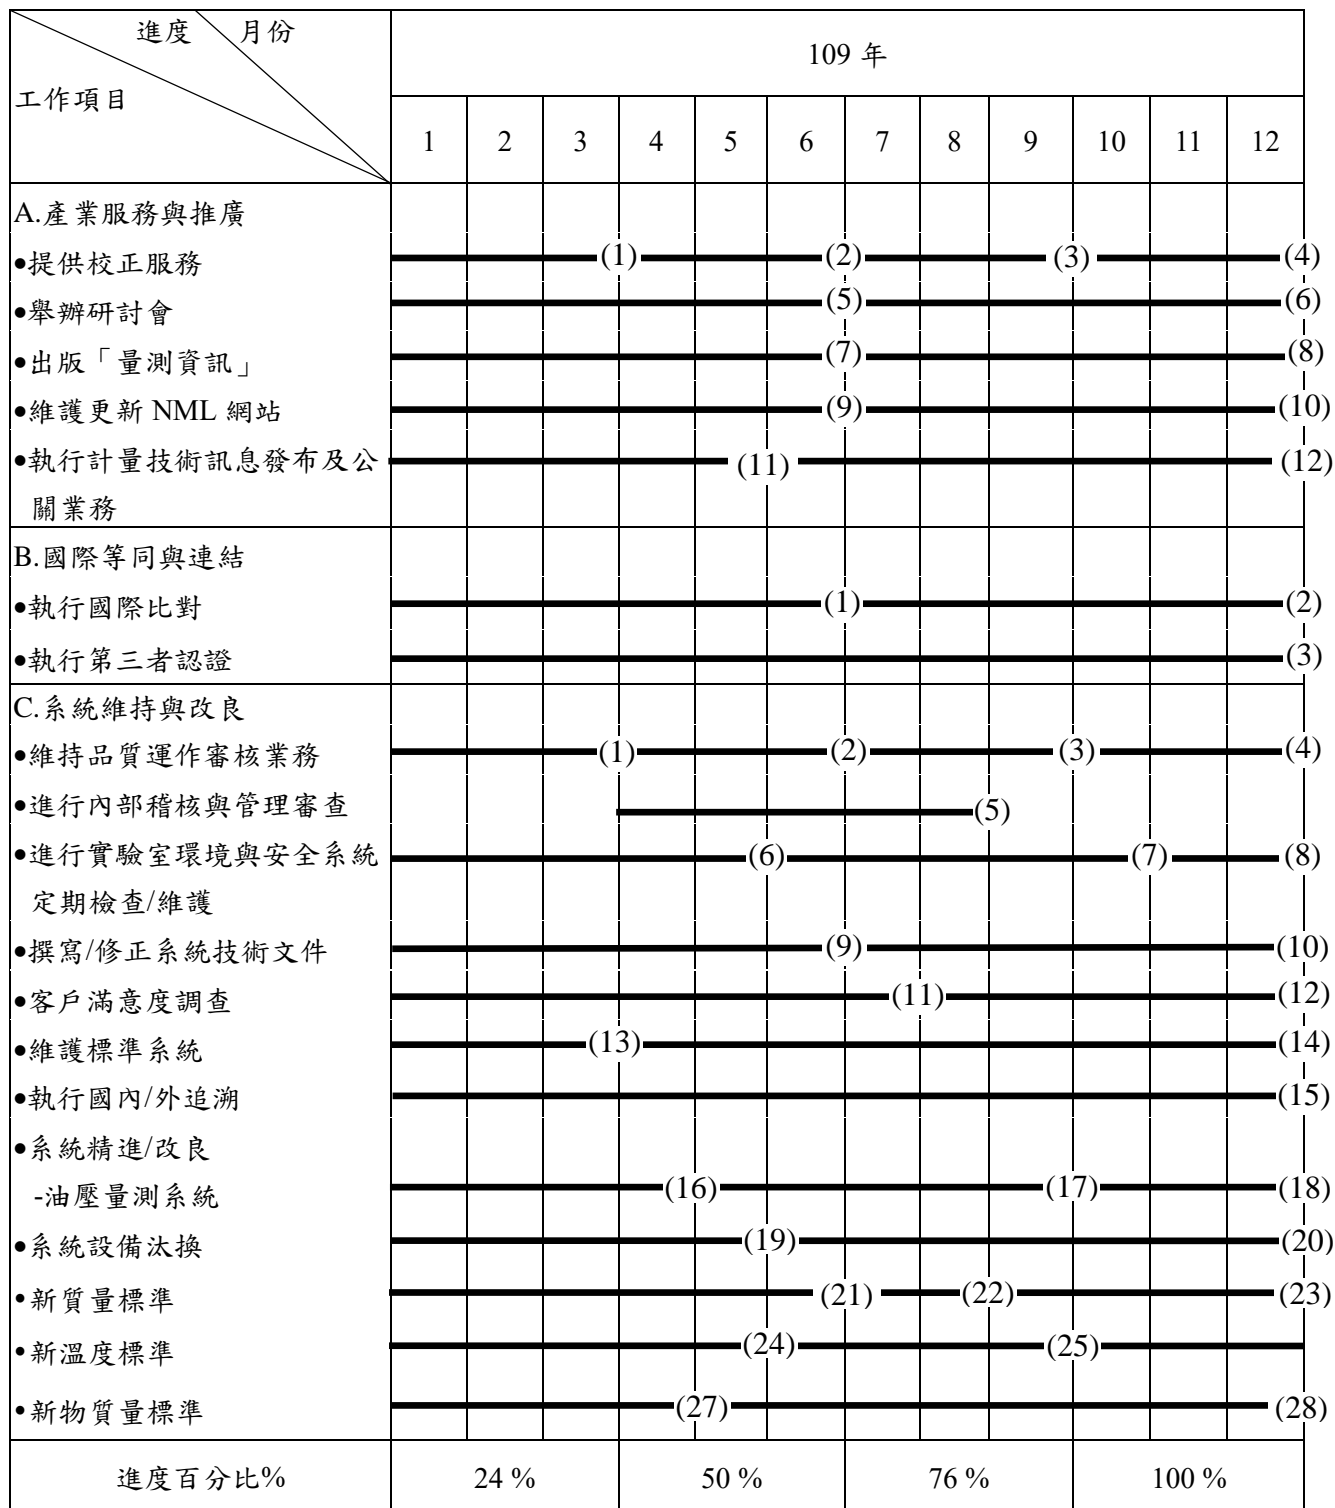 進度 月份
工作項目
109 年
1 2 3 4 5 6 7 8 9 10 11 12
A.產業服務與推廣
•提供校正服務 (1) (2) (3) (4)
•舉辦研討會 (5) (6)
•出版「量測資訊」 (7) (8)
•維護更新 NML 網站 (9) (10)
•執行計量技術訊息發布及公 (11) (12)
關業務
B.國際等同與連結
•執行國際比對 (1) (2)
•執行第三者認證 (3)
C.系統維持與改良
•維持品質運作審核業務 (1) (2) (3) (4)
•進行內部稽核與管理審查 (5)
•進行實驗室環境與安全系統 (6) (7) (8)
定期檢查/維護
•撰寫/修正系統技術文件 (9) (10)
•客戶滿意度調查 (11) (12)
•維護標準系統 (13) (14)
•執行國內/外追溯 (15)
•系統精進/改良
-油壓量測系統 (16) (17) (18)
•系統設備汰換 (19) (20)
•新質量標準 (21) (22) (23)
•新溫度標準 (24) (25)
•新物質量標準 (27) (28)
進度百分比% 24 % 50 % 76 % 100 %